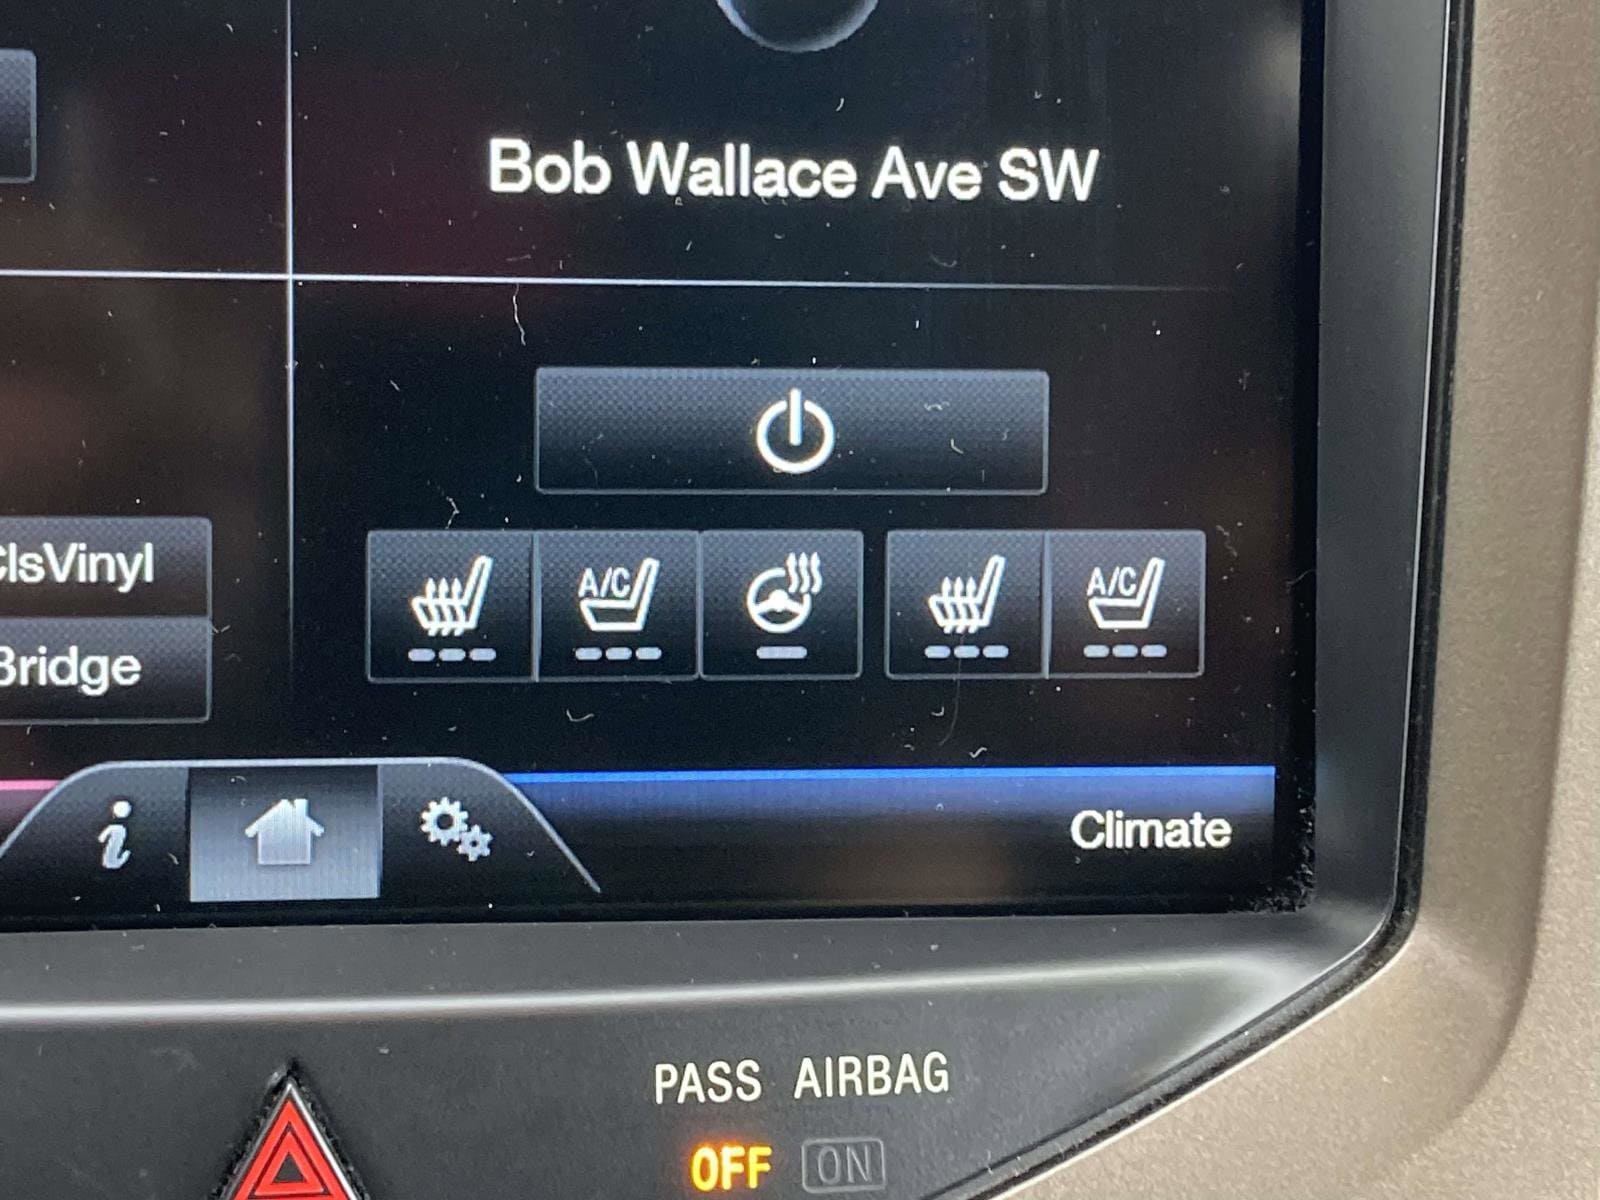 Bob Wallace Ave SW
ClsVinyl
A/C
A/C
Bridge
i
Climate
PASS AIRBAG
OFF ON